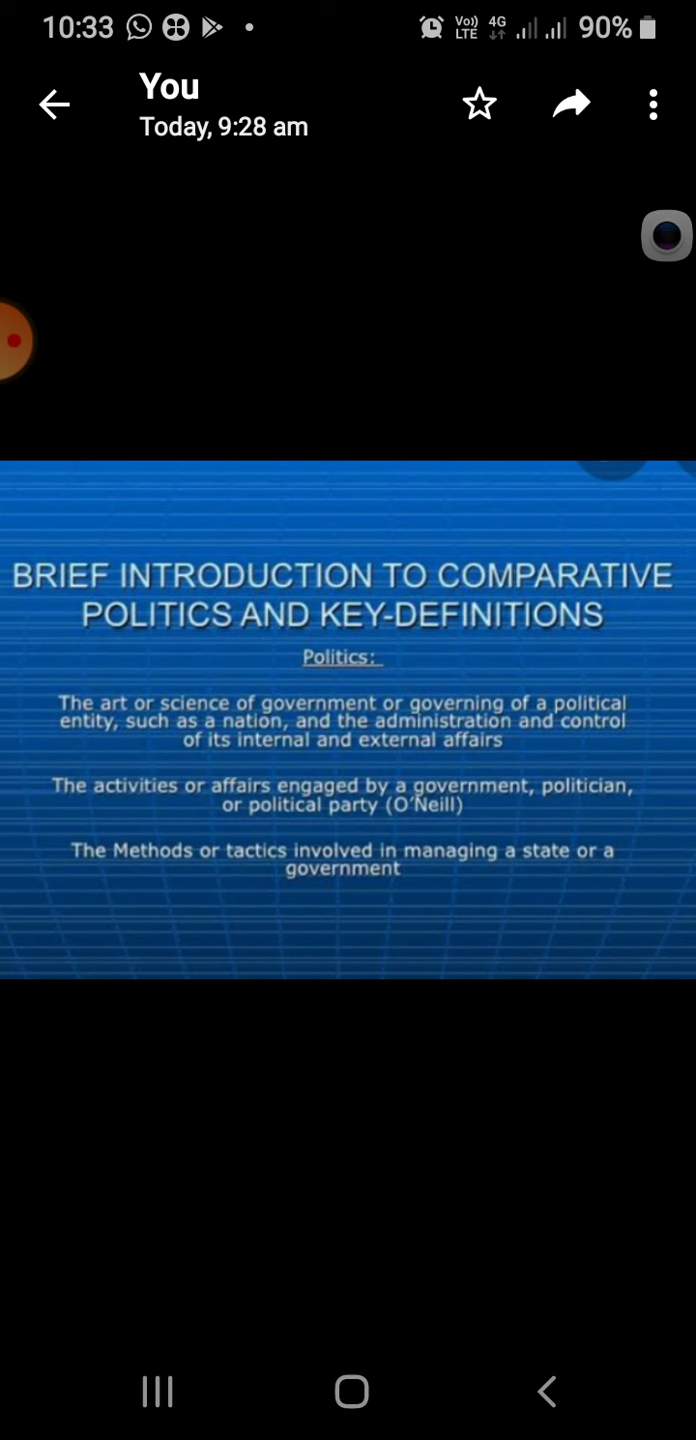 10:33 Vo)) LTE 4G 90%
You
Today, 9:28 am
BRIEF INTRODUCTION TO COMPARATIVE
POLITICS AND KEY-DEFINITIONS
Politics:
The art or science of government or governing of a political
entity, such as a nation, and the administration and control
of its internal and external affairs
The activities or affairs engaged by a government, politician,
or political party (O’Neill)
The Methods or tactics involved in managing a state or a
government